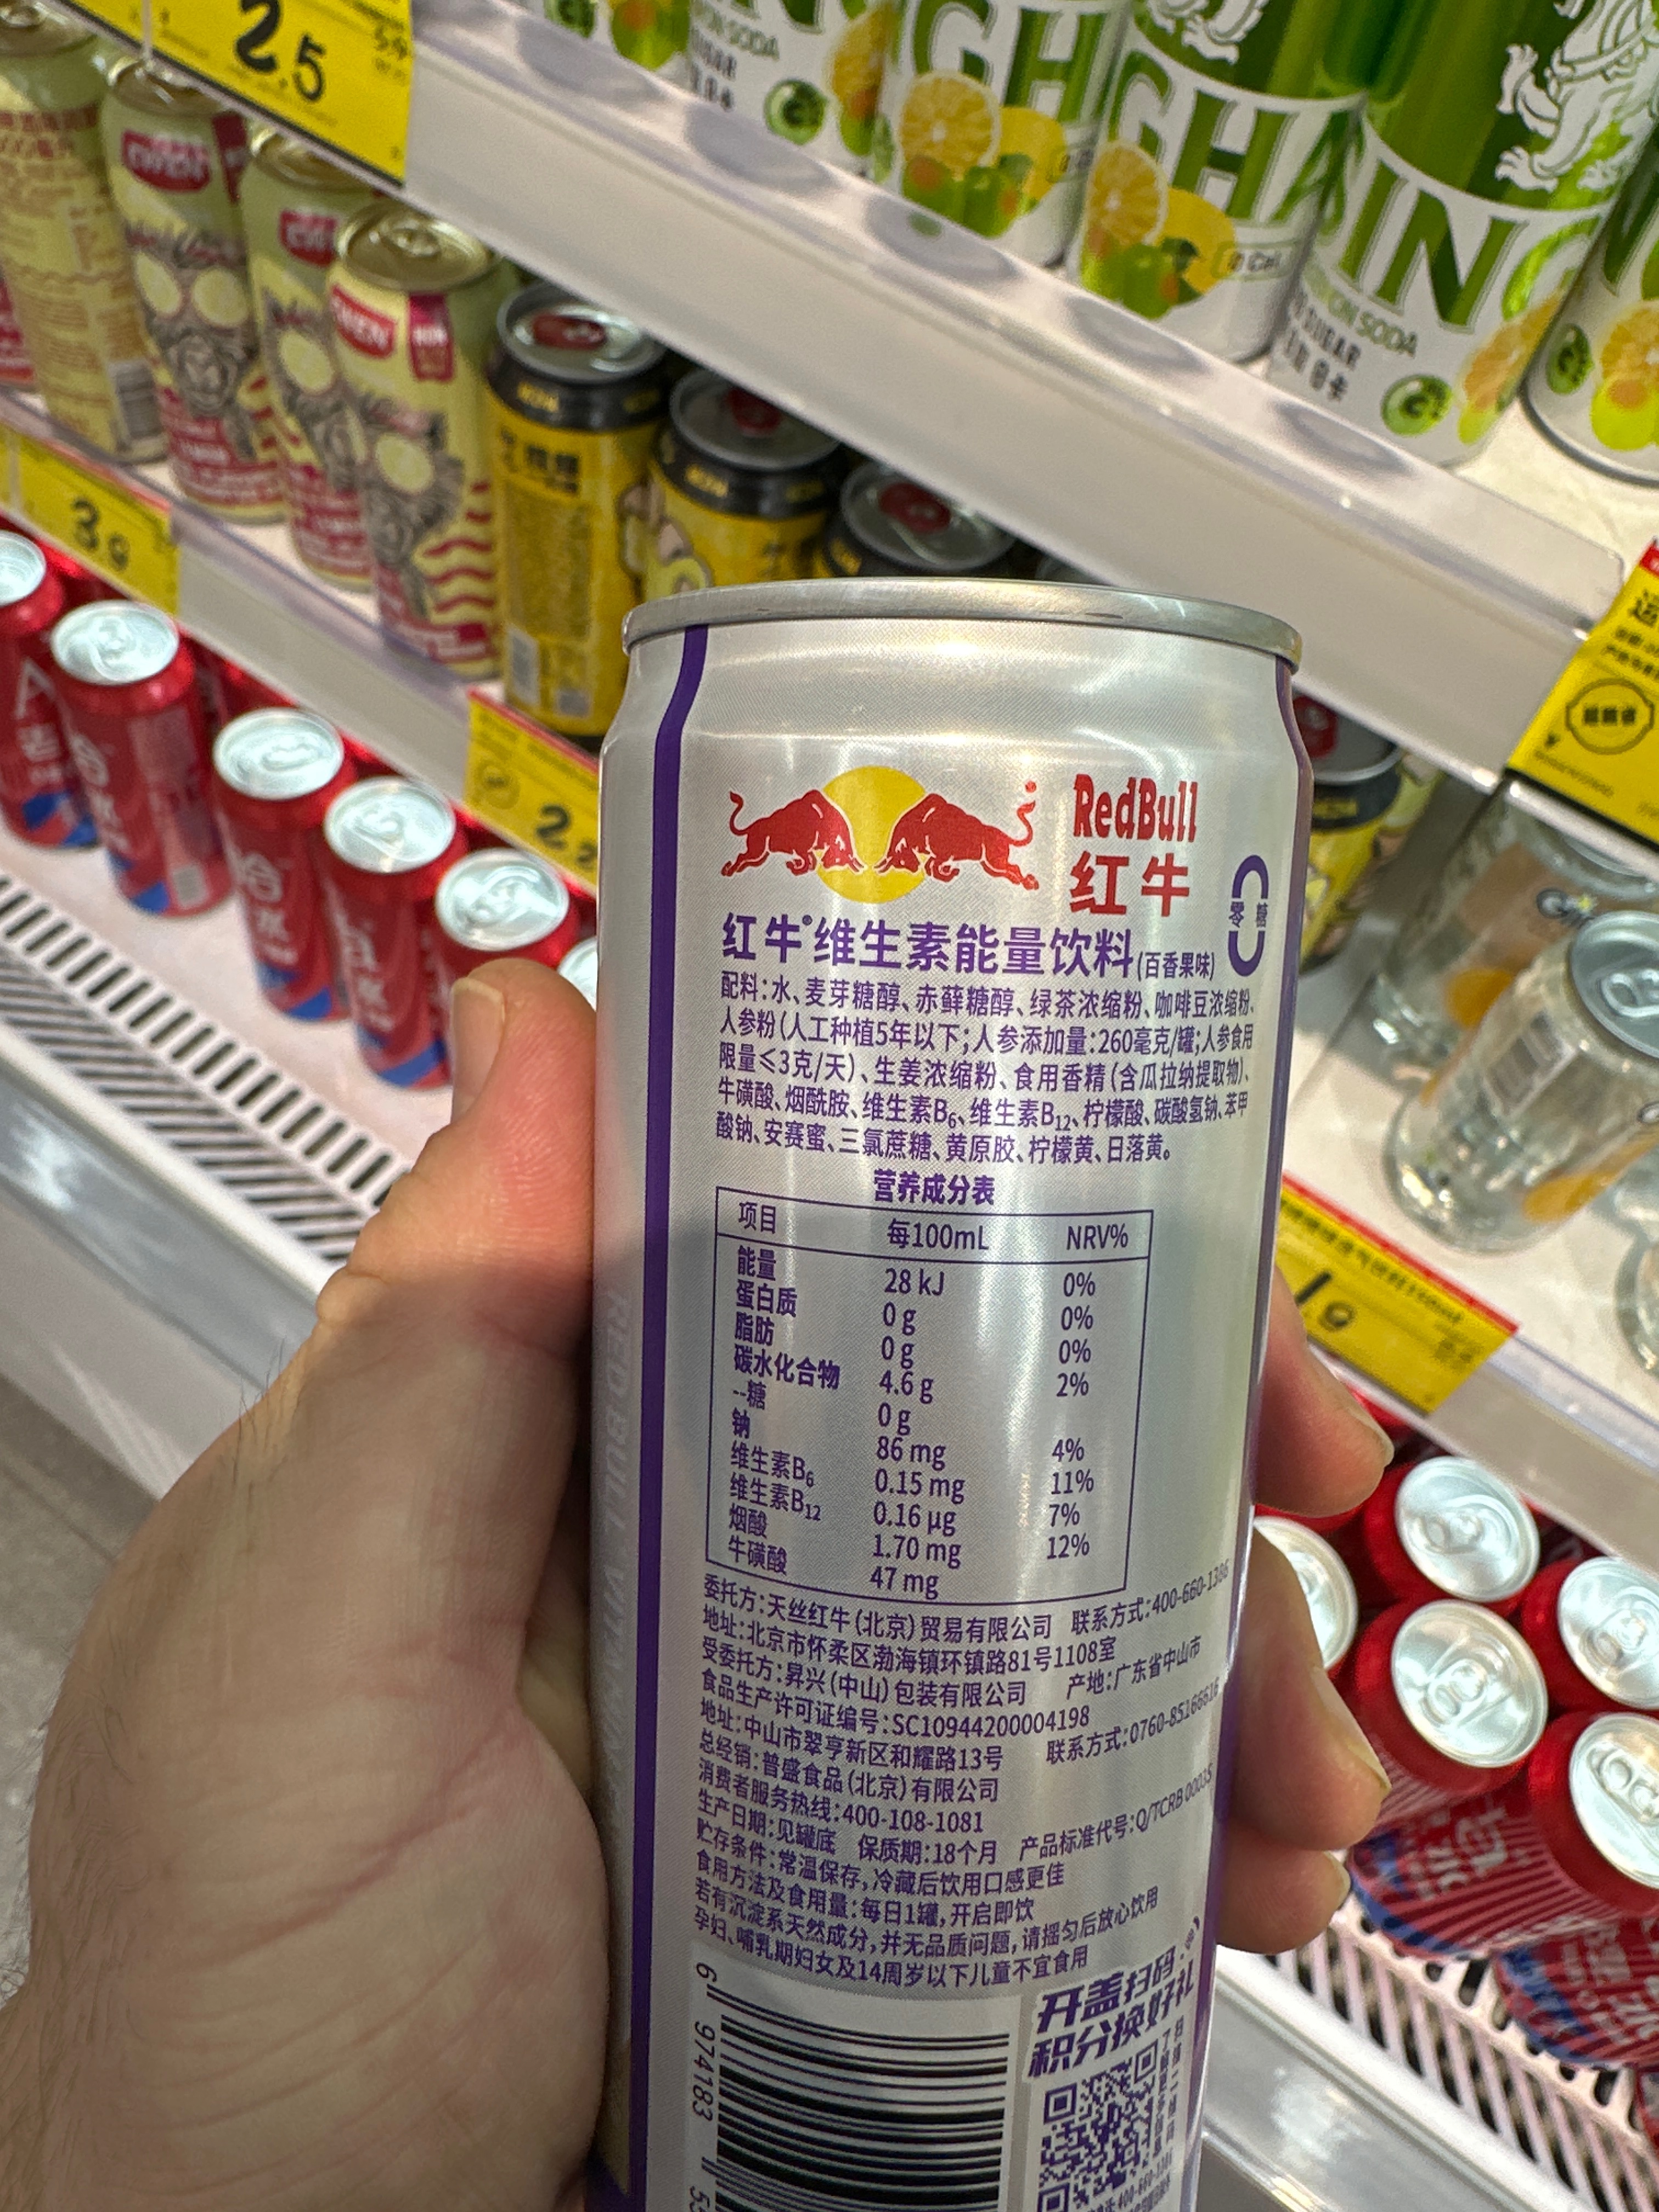 2.5
GHAING
LEMON SODA
3.9
2.2
1.9
RedBull
红牛
零糖
红牛®维生素能量饮料(百香果味)
配料:水、麦芽糖醇、赤藓糖醇、绿茶浓缩粉、咖啡豆浓缩粉、
人参粉(人工种植5年以下;人参添加量:260毫克/罐;人参食用
限量≤3克/天)、生姜浓缩粉、食用香精(含瓜拉纳提取物)、
牛磺酸、烟酰胺、维生素B₆、维生素B₁₂、柠檬酸、碳酸氢钠、苯甲
酸钠、安赛蜜、三氯蔗糖、黄原胶、柠檬黄、日落黄。
营养成分表
项目 每100mL NRV%
能量 28 kJ 0%
蛋白质 0 g 0%
脂肪 0 g 0%
碳水化合物 4.6 g 2%
--糖 0 g
钠 86 mg 4%
维生素B₆ 0.15 mg 11%
维生素B₁₂ 0.16 μg 7%
烟酸 1.70 mg 12%
牛磺酸 47 mg
委托方:天丝红牛(北京)贸易有限公司 联系方式:400-660-1386
地址:北京市怀柔区渤海镇环镇路81号1108室
受委托方:昇兴(中山)包装有限公司 产地:广东省中山市
食品生产许可证编号:SC10944200004198
地址:中山市翠亨新区和耀路13号 联系方式:0760-85166616
总经销:普盛食品(北京)有限公司
消费者服务热线:400-108-1081
生产日期:见罐底 保质期:18个月 产品标准代号:Q/TCRB 0003S
贮存条件:常温保存,冷藏后饮用口感更佳
食用方法及食用量:每日1罐,开启即饮
若有沉淀系天然成分,并无品质问题,请摇匀后放心饮用
孕妇、哺乳期妇女及14周岁以下儿童不宜食用
开盖扫码
积分换好礼
6 974183
RED BULL VITAMIN